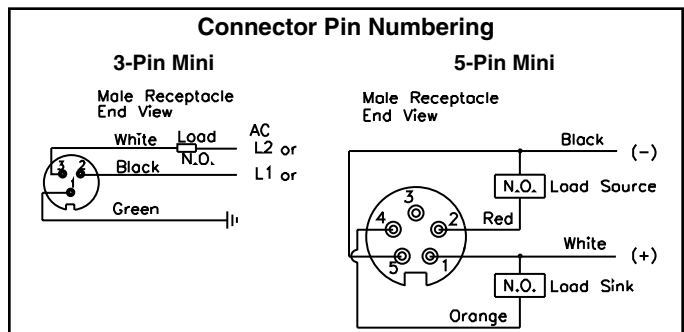 Connector Pin Numbering
3-Pin Mini
Male Receptacle
End View
White Load AC
L2 or
N.O.
3 2
Black L1 or
1
Green
5-Pin Mini
Male Receptacle
End View
Black (-)
N.O. Load Source
3
4 2 Red
White (+)
5 1
N.O. Load Sink
Orange